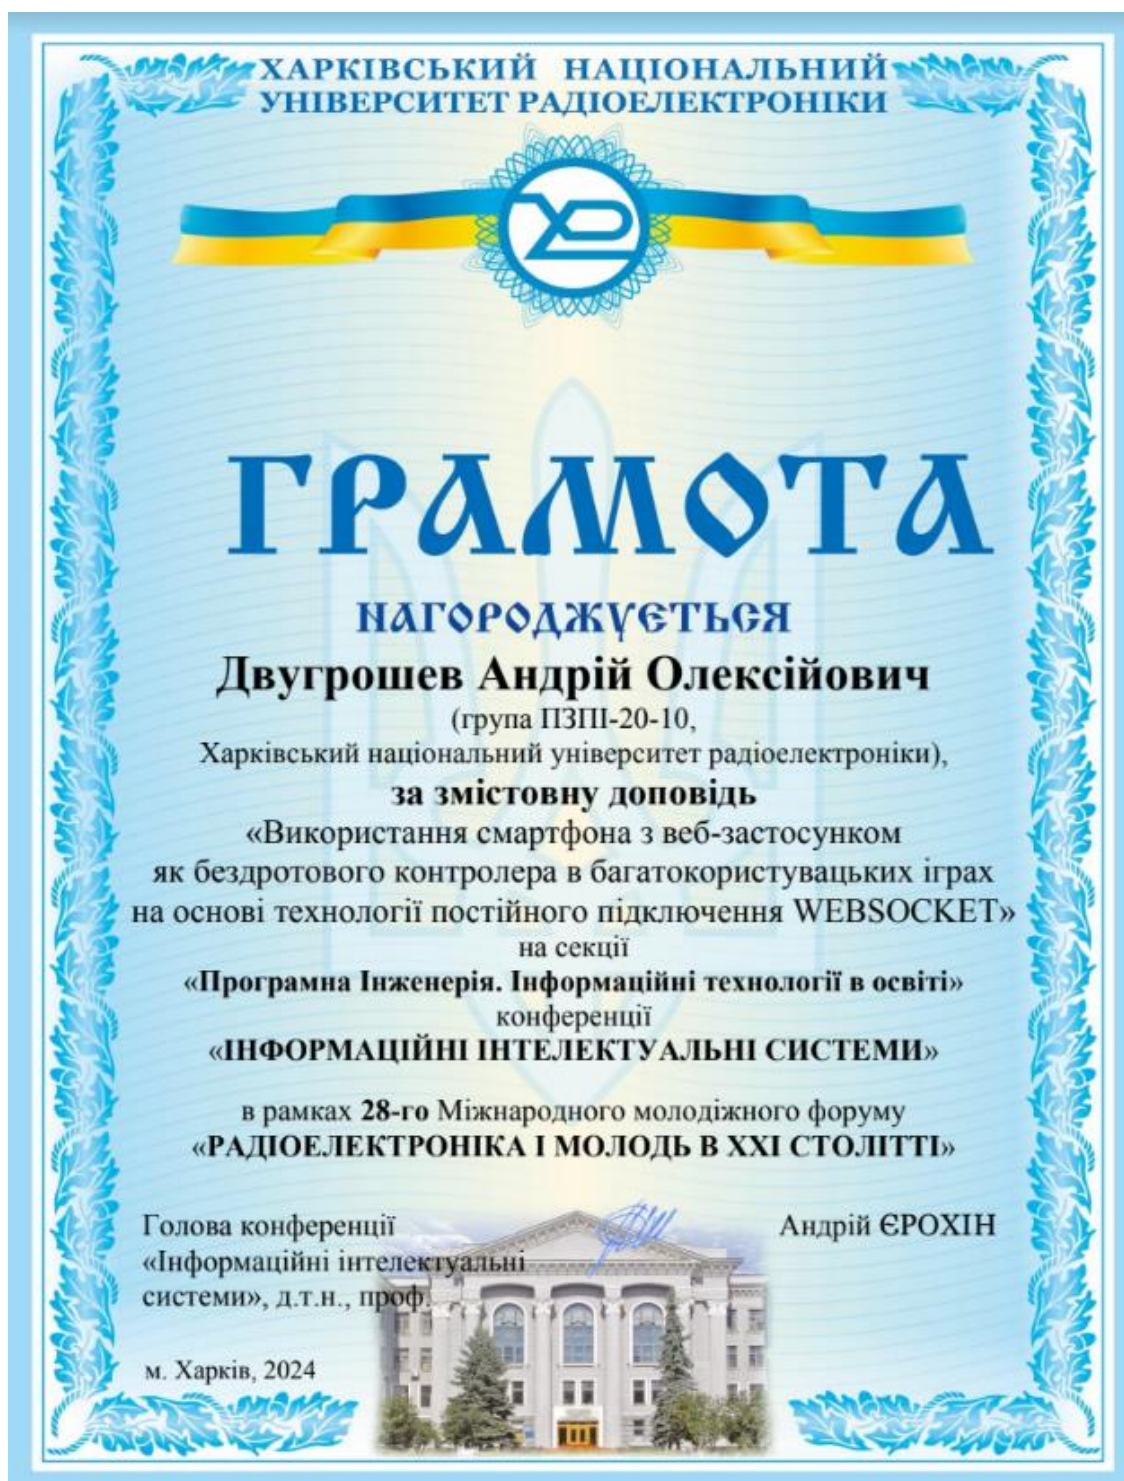 ХАРКІВСЬКИЙ НАЦІОНАЛЬНИЙ
УНІВЕРСИТЕТ РАДІОЕЛЕКТРОНІКИ
ГРАМОТА
НАГОРОДЖУЄТЬСЯ
Двугрошев Андрій Олексійович
(група ПЗПІ-20-10,
Харківський національний університет радіоелектроніки),
за змістовну доповідь
«Використання смартфона з веб-застосунком
як бездротового контролера в багатокористувацьких іграх
на основі технології постійного підключення WEBSOCKET»
на секції
«Програмна Інженерія. Інформаційні технології в освіті»
конференції
«ІНФОРМАЦІЙНІ ІНТЕЛЕКТУАЛЬНІ СИСТЕМИ»
в рамках 28-го Міжнародного молодіжного форуму
«РАДІОЕЛЕКТРОНІКА І МОЛОДЬ В ХХІ СТОЛІТТІ»
Голова конференції
«Інформаційні інтелектуальні
системи», д.т.н., проф.
Андрій ЄРОХІН
м. Харків, 2024